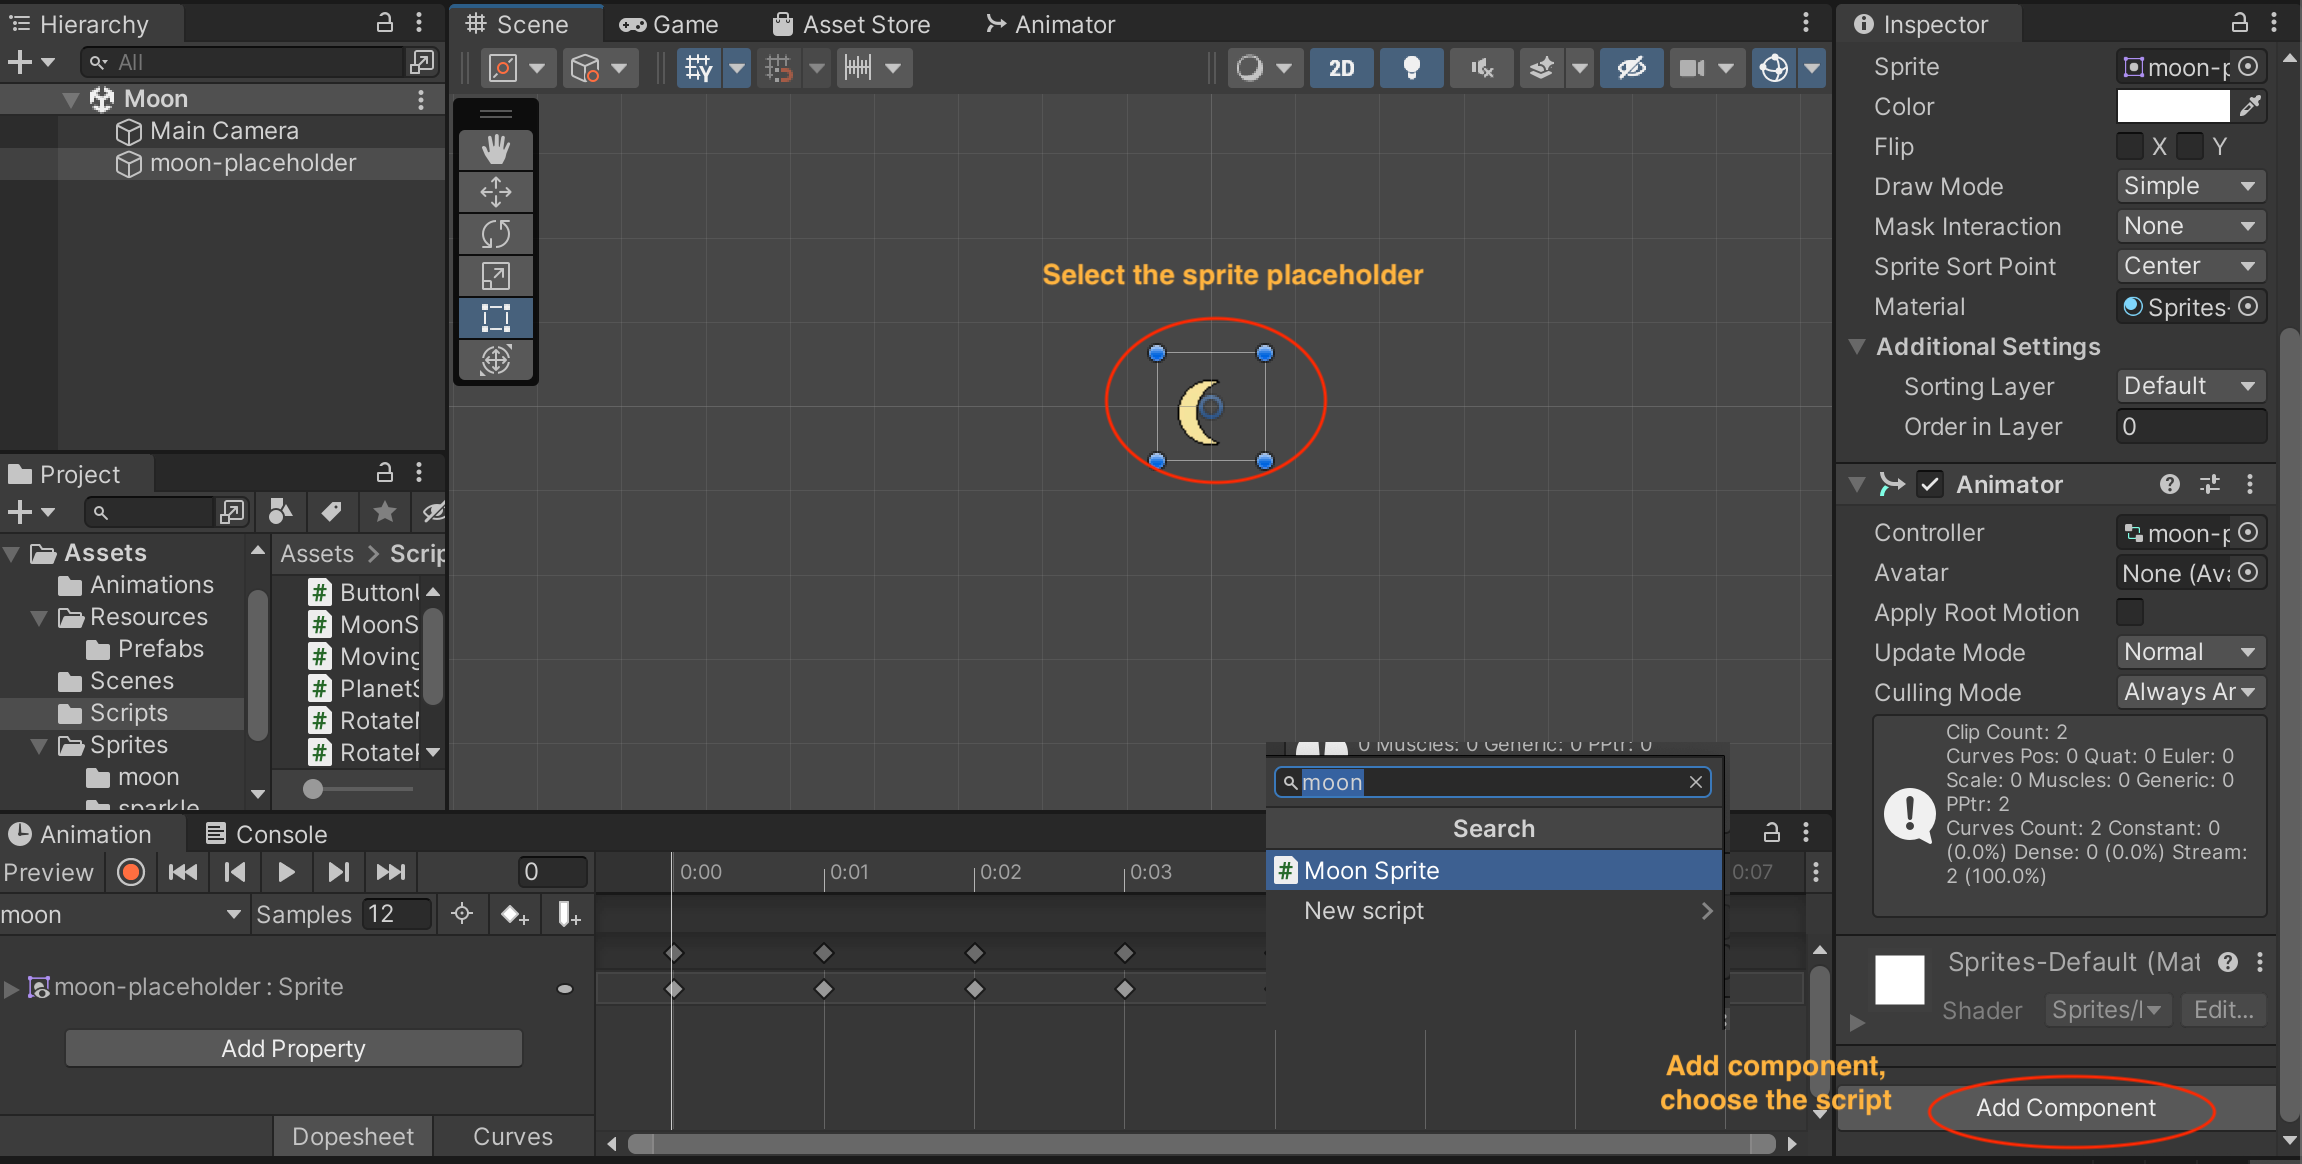 Hierarchy
All
Moon
Main Camera
moon-placeholder
Project
Assets
Animations
Resources
Prefabs
Scenes
Scripts
Sprites
moon
sparkle
Assets > Scrip
ButtonU
MoonS
Moving
PlanetS
Rotate
Rotate
Scene
Game
Asset Store
Animator
2D
Select the sprite placeholder
0 Muscles: 0 Generic: 0 PPtr: 0
moon
Search
# Moon Sprite
New script
Animation
Console
Preview
0
0:00
0:01
0:02
0:03
0:07
moon
Samples 12
moon-placeholder : Sprite
Add Property
Dopesheet
Curves
Add component,
choose the script
Inspector
Sprite moon-p
Color
Flip X Y
Draw Mode Simple
Mask Interaction None
Sprite Sort Point Center
Material Sprites-
Additional Settings
Sorting Layer Default
Order in Layer 0
Animator
Controller moon-p
Avatar None (Ava
Apply Root Motion
Update Mode Normal
Culling Mode Always An
Clip Count: 2
Curves Pos: 0 Quat: 0 Euler: 0
Scale: 0 Muscles: 0 Generic: 0
PPtr: 2
Curves Count: 2 Constant: 0
(0.0%) Dense: 0 (0.0%) Stream:
2 (100.0%)
Sprites-Default (Mat
Shader Sprites/ Edit...
Add Component